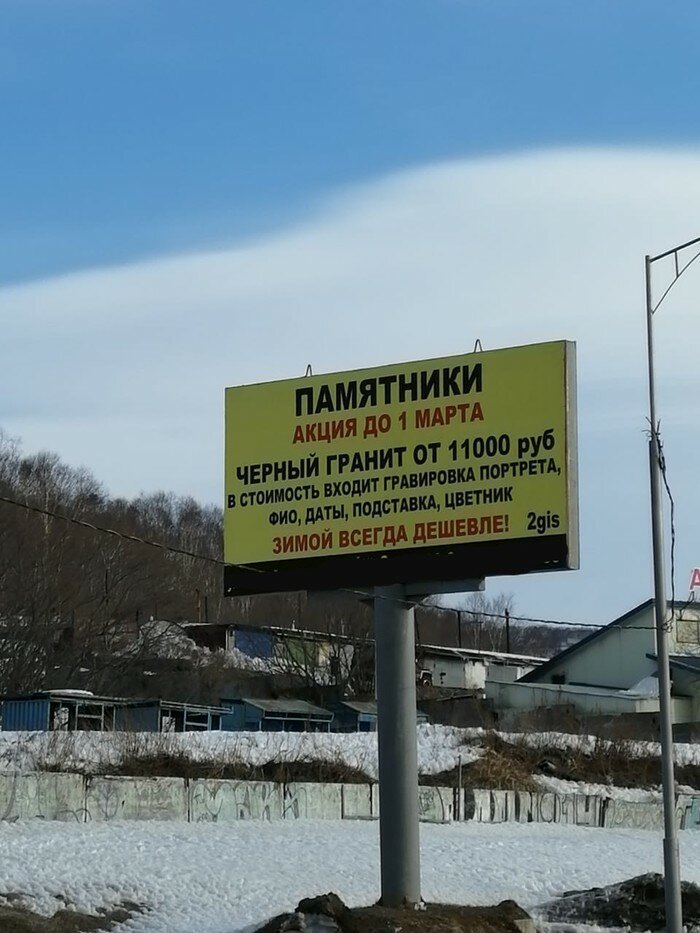 ПАМЯТНИКИ
АКЦИЯ ДО 1 МАРТА
ЧЕРНЫЙ ГРАНИТ ОТ 11000 руб
В СТОИМОСТЬ ВХОДИТ ГРАВИРОВКА ПОРТРЕТА,
ФИО, ДАТЫ, ПОДСТАВКА, ЦВЕТНИК
ЗИМОЙ ВСЕГДА ДЕШЕВЛЕ! 2gis